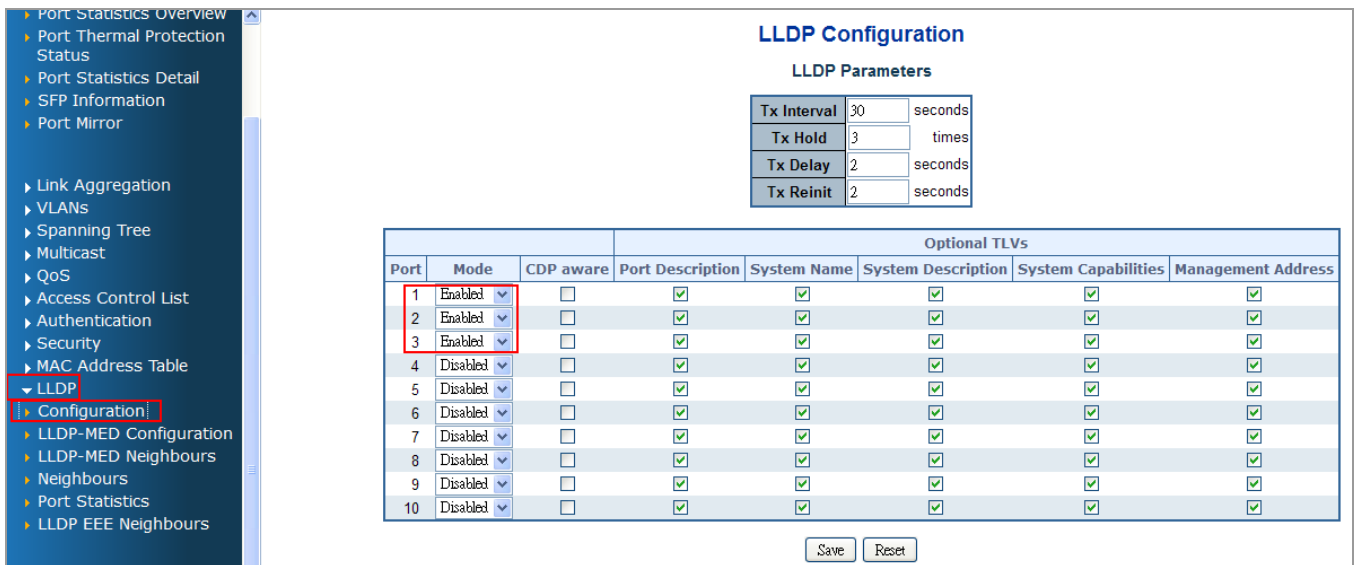 Port Statistics Overview
Port Thermal Protection
Status
Port Statistics Detail
SFP Information
Port Mirror
Link Aggregation
VLANs
Spanning Tree
Multicast
QoS
Access Control List
Authentication
Security
MAC Address Table
LLDP
Configuration
LLDP-MED Configuration
LLDP-MED Neighbours
Neighbours
Port Statistics
LLDP EEE Neighbours
LLDP Configuration
LLDP Parameters
Tx Interval 30 seconds
Tx Hold 3 times
Tx Delay 2 seconds
Tx Reinit 2 seconds
Optional TLVs
Port Mode CDP aware Port Description System Name System Description System Capabilities Management Address
1 Enabled
2 Enabled
3 Enabled
4 Disabled
5 Disabled
6 Disabled
7 Disabled
8 Disabled
9 Disabled
10 Disabled
Save Reset